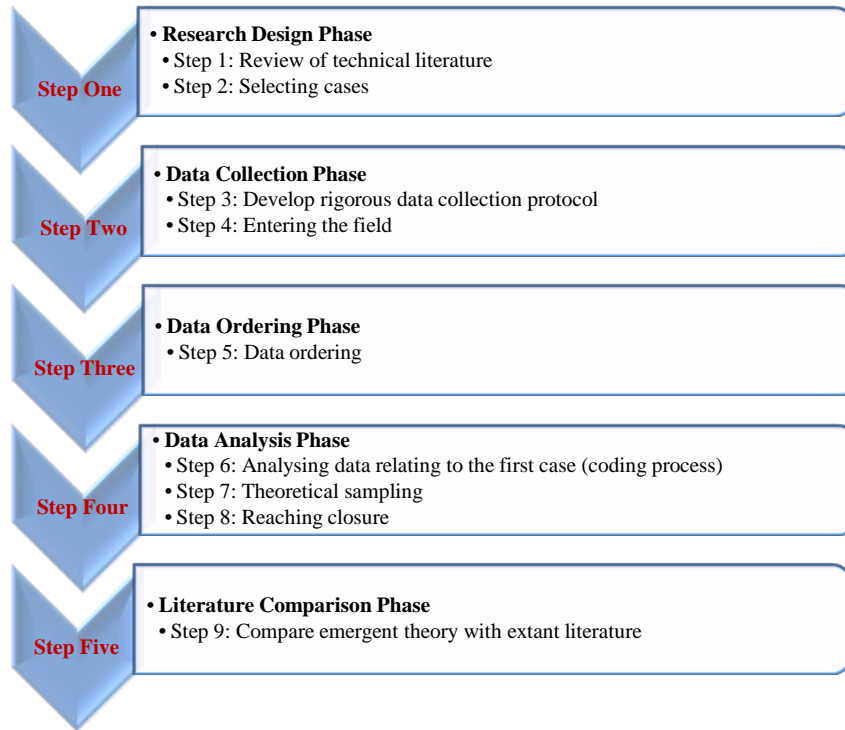 Step One
• Research Design Phase
• Step 1: Review of technical literature
• Step 2: Selecting cases
Step Two
• Data Collection Phase
• Step 3: Develop rigorous data collection protocol
• Step 4: Entering the field
Step Three
• Data Ordering Phase
• Step 5: Data ordering
Step Four
• Data Analysis Phase
• Step 6: Analysing data relating to the first case (coding process)
• Step 7: Theoretical sampling
• Step 8: Reaching closure
Step Five
• Literature Comparison Phase
• Step 9: Compare emergent theory with extant literature